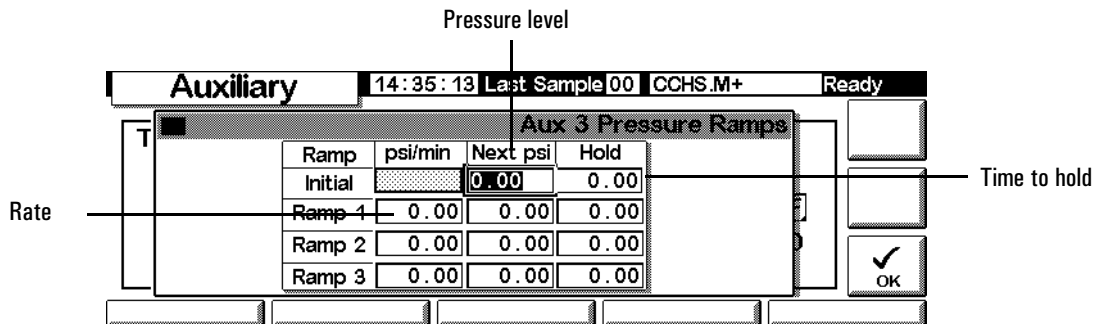 Pressure level
Auxiliary 14:35:13 Last Sample 00 CCHS.M+ Ready
T
Aux 3 Pressure Ramps
Ramp psi/min Next psi Hold
Initial 0.00 0.00
Time to hold
Rate
Ramp 1 0.00 0.00 0.00
Ramp 2 0.00 0.00 0.00
Ramp 3 0.00 0.00 0.00
OK